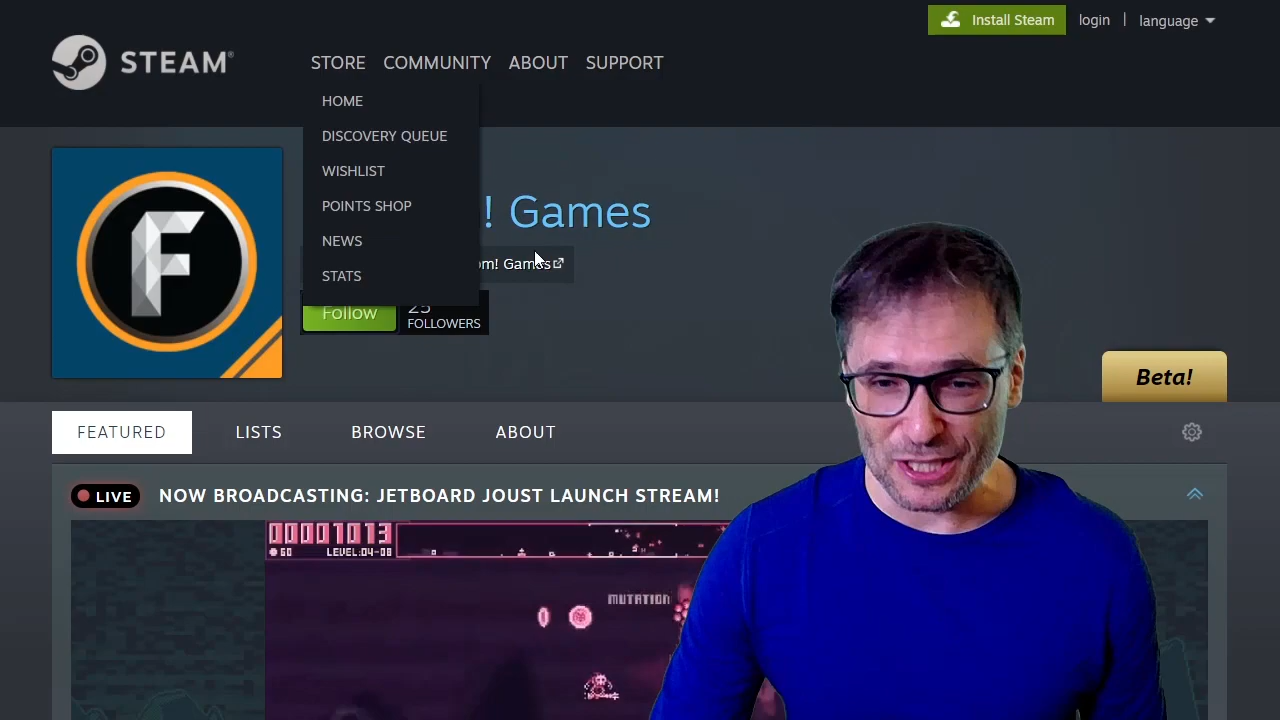 Install Steam
login | language
STEAM®
STORE COMMUNITY ABOUT SUPPORT
HOME
DISCOVERY QUEUE
WISHLIST
POINTS SHOP
NEWS
STATS
F
! Games
om! Games
Follow
25
FOLLOWERS
Beta!
FEATURED LISTS BROWSE ABOUT
LIVE NOW BROADCASTING: JETBOARD JOUST LAUNCH STREAM!
00001013
60 LEVEL:04-08
MUTATION